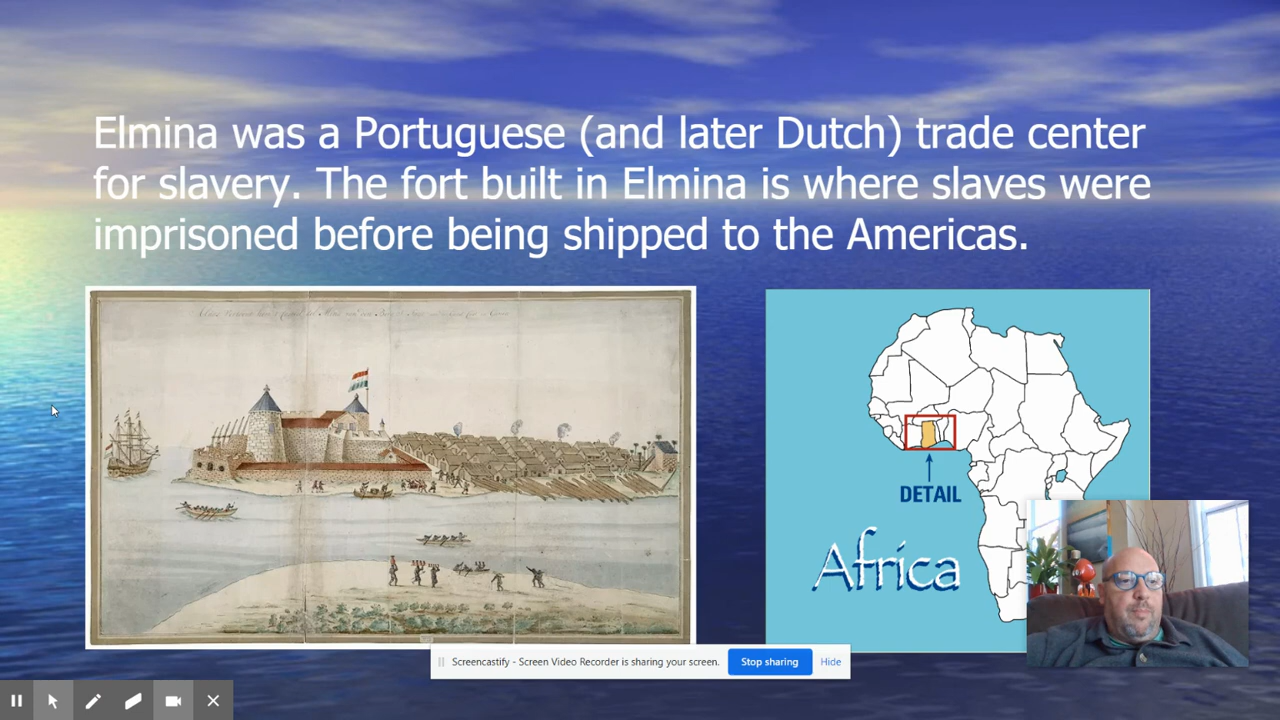 Elmina was a Portuguese (and later Dutch) trade center
for slavery. The fort built in Elmina is where slaves were
imprisoned before being shipped to the Americas.
DETAIL
Africa
Screencastify - Screen Video Recorder is sharing your screen.
Stop sharing
Hide